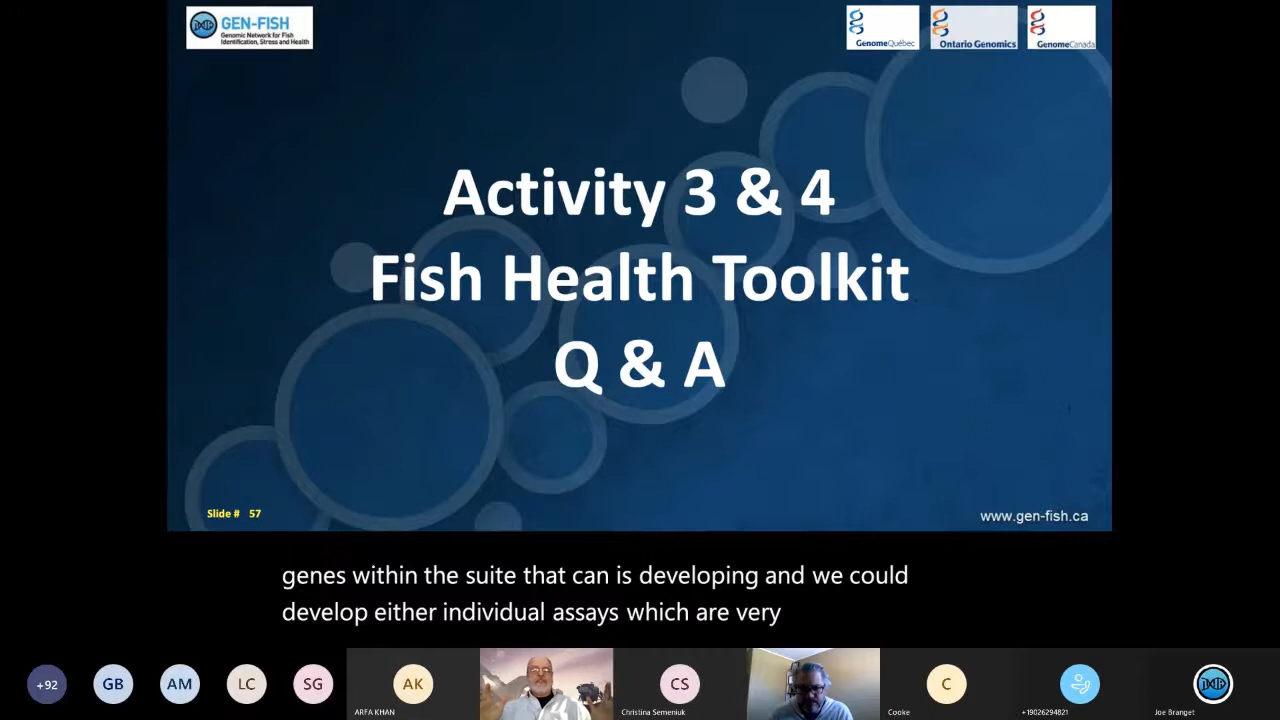 GEN-FISH
Genomic Network for Fish
Identification, Stress and Health
GenomeQuébec
Ontario Genomics
GenomeCanada
Activity 3 & 4
Fish Health Toolkit
Q & A
Slide # 57
www.gen-fish.ca
genes within the suite that can is developing and we could
develop either individual assays which are very
+92
GB
AM
LC
SG
AK
CS
C
ARFA KHAN
Christina Semeniuk
Cooke
+19026294821
Joe Branget